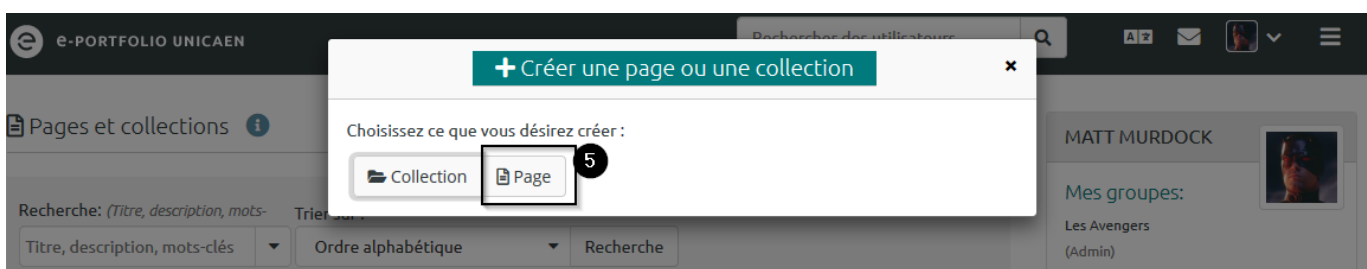 e-PORTFOLIO UNICAEN
Rechercher des utilisateurs
Créer une page ou une collection
×
Pages et collections
Choisissez ce que vous désirez créer :
MATT MURDOCK
Collection
Page
5
Mes groupes:
Recherche: (Titre, description, mots-
Trier sur :
Les Avengers
Titre, description, mots-clés
Ordre alphabétique
Recherche
(Admin)